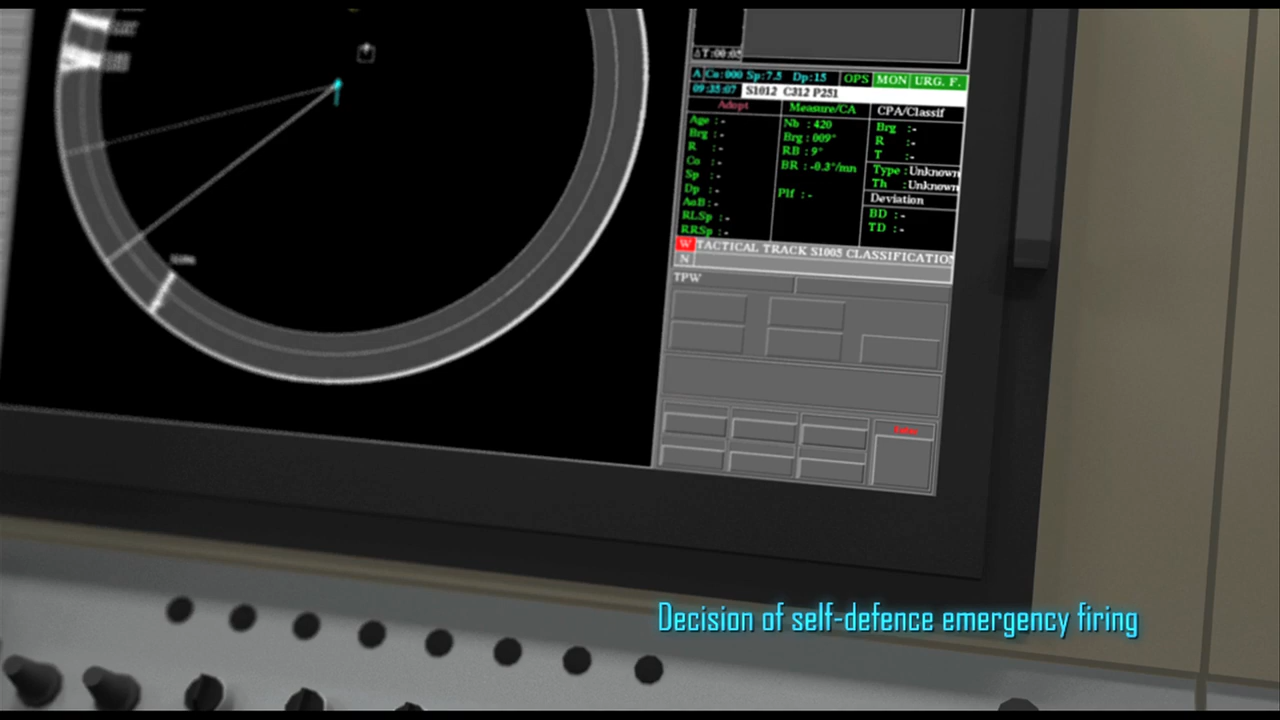 ΔT:00:05
A Co:000 Sp:7.5 Dp:15 OPS MON URG. F.
09:35:07 S1012 C312 P251
Adopt
Age :-
Brg :-
R :-
Co :-
Sp :-
Dp :-
AoB :-
RLSp :-
RRSp :-
Measure/CA
Nb : 420
Brg : 009°
RB : 9°
BR : -0.3°/mn
Plf : -
CPA/Classif
Brg :-
R :-
T :-
Type : Unknown
Th : Unknown
Deviation
BD : -
TD : -
W TACTICAL TRACK S1005 CLASSIFICATIO
N
TPW
Decision of self-defence emergency firing